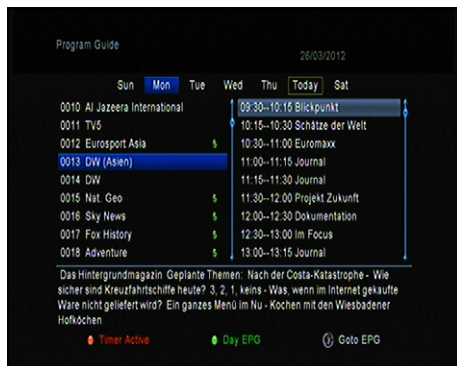 Program Guide
26/03/2012
Sun Mon Tue Wed Thu Today Sat
0010 Al Jazeera International
0011 TV5
0012 Eurosport Asia $
0013 DW (Asien)
0014 DW
0015 Nat. Geo $
0016 Sky News $
0017 Fox History $
0018 Adventure $
09:30--10:15 Blickpunkt
10:15--10:30 Schätze der Welt
10:30--11:00 Euromaxx
11:00--11:15 Journal
11:15--11:30 Journal
11:30--12:00 Projekt Zukunft
12:00--12:30 Dokumentation
12:30--13:00 Im Focus
13:00--13:15 Journal
Das Hintergrundmagazin Geplante Themen: Nach der Costa-Katastrophe - Wie
sicher sind Kreuzfahrtschiffe heute? 3, 2, 1, keins - Was, wenn im Internet gekaufte
Ware nicht geliefert wird? Ein ganzes Menü im Nu - Kochen mit den Wiesbadener
Hofköchen
Timer Active Day EPG Goto EPG